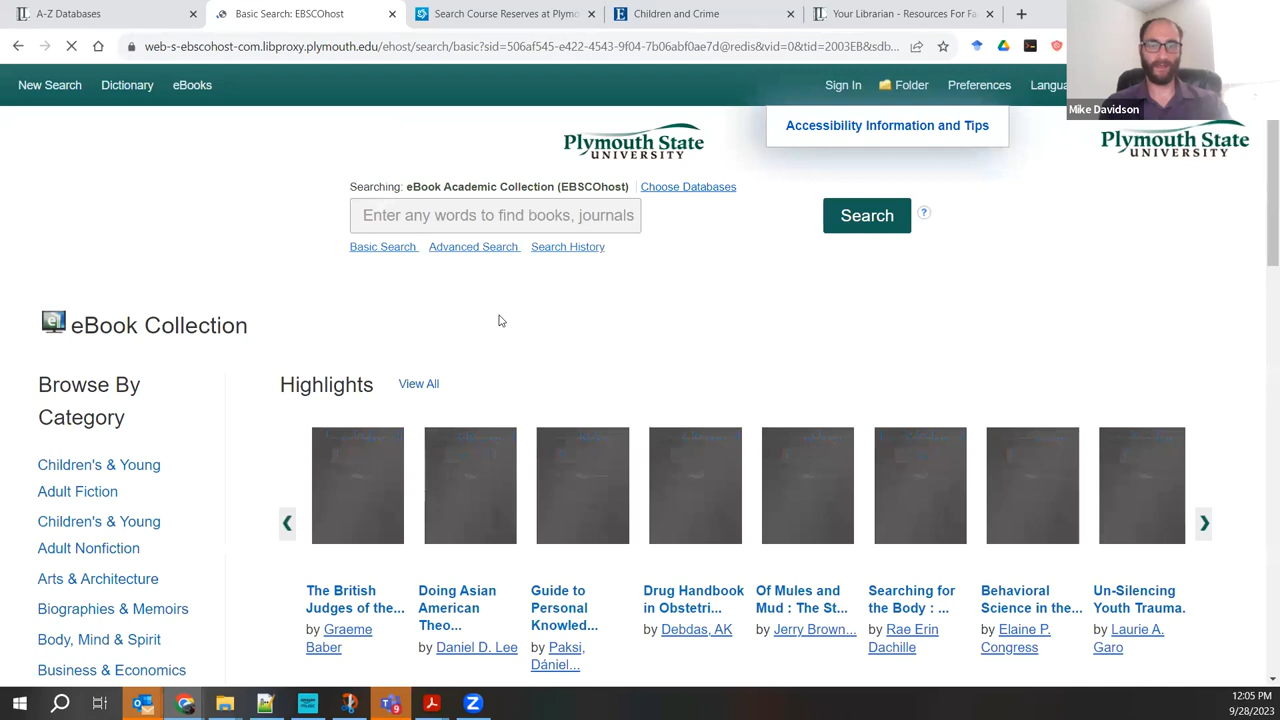 A-Z Databases
Basic Search: EBSCOhost
Search Course Reserves at Plymo
Children and Crime
Your Librarian - Resources For Fa
web-s-ebscohost-com.libproxy.plymouth.edu/ehost/search/basic?sid=506af545-e422-4543-9f04-7b06abf0ae7d@redis&vid=0&tid=2003EB&sdb...
New Search
Dictionary
eBooks
Sign In
Folder
Preferences
Langua
Mike Davidson
Accessibility Information and Tips
Plymouth State
UNIVERSITY
Plymouth State
UNIVERSITY
Searching: eBook Academic Collection (EBSCOhost)
Choose Databases
Enter any words to find books, journals
Search
?
Basic Search
Advanced Search
Search History
eBook Collection
Browse By
Category
Children's & Young
Adult Fiction
Children's & Young
Adult Nonfiction
Arts & Architecture
Biographies & Memoirs
Body, Mind & Spirit
Business & Economics
Highlights
View All
The British
Judges of the...
by Graeme
Baber
Doing Asian
American
Theo...
by Daniel D. Lee
Guide to
Personal
Knowled...
by Paksi,
Dániel...
Drug Handbook
in Obstetri...
by Debdas, AK
Of Mules and
Mud : The St...
by Jerry Brown...
Searching for
the Body : ...
by Rae Erin
Dachille
Behavioral
Science in the...
by Elaine P.
Congress
Un-Silencing
Youth Trauma.
by Laurie A.
Garo
12:05 PM
9/28/2023